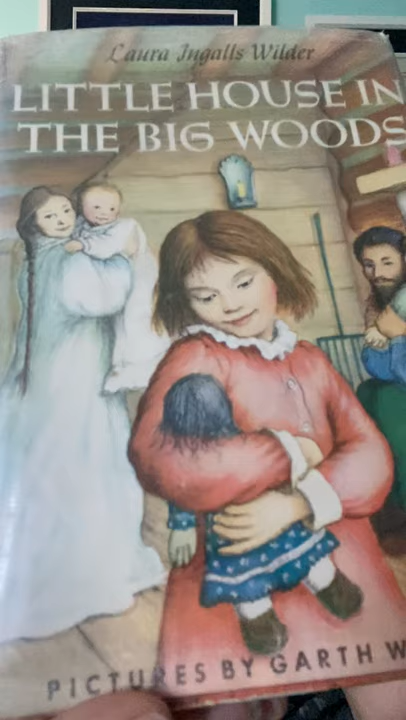 Laura Ingalls Wilder
LITTLE HOUSE IN
THE BIG WOODS
PICTURES BY GARTH W